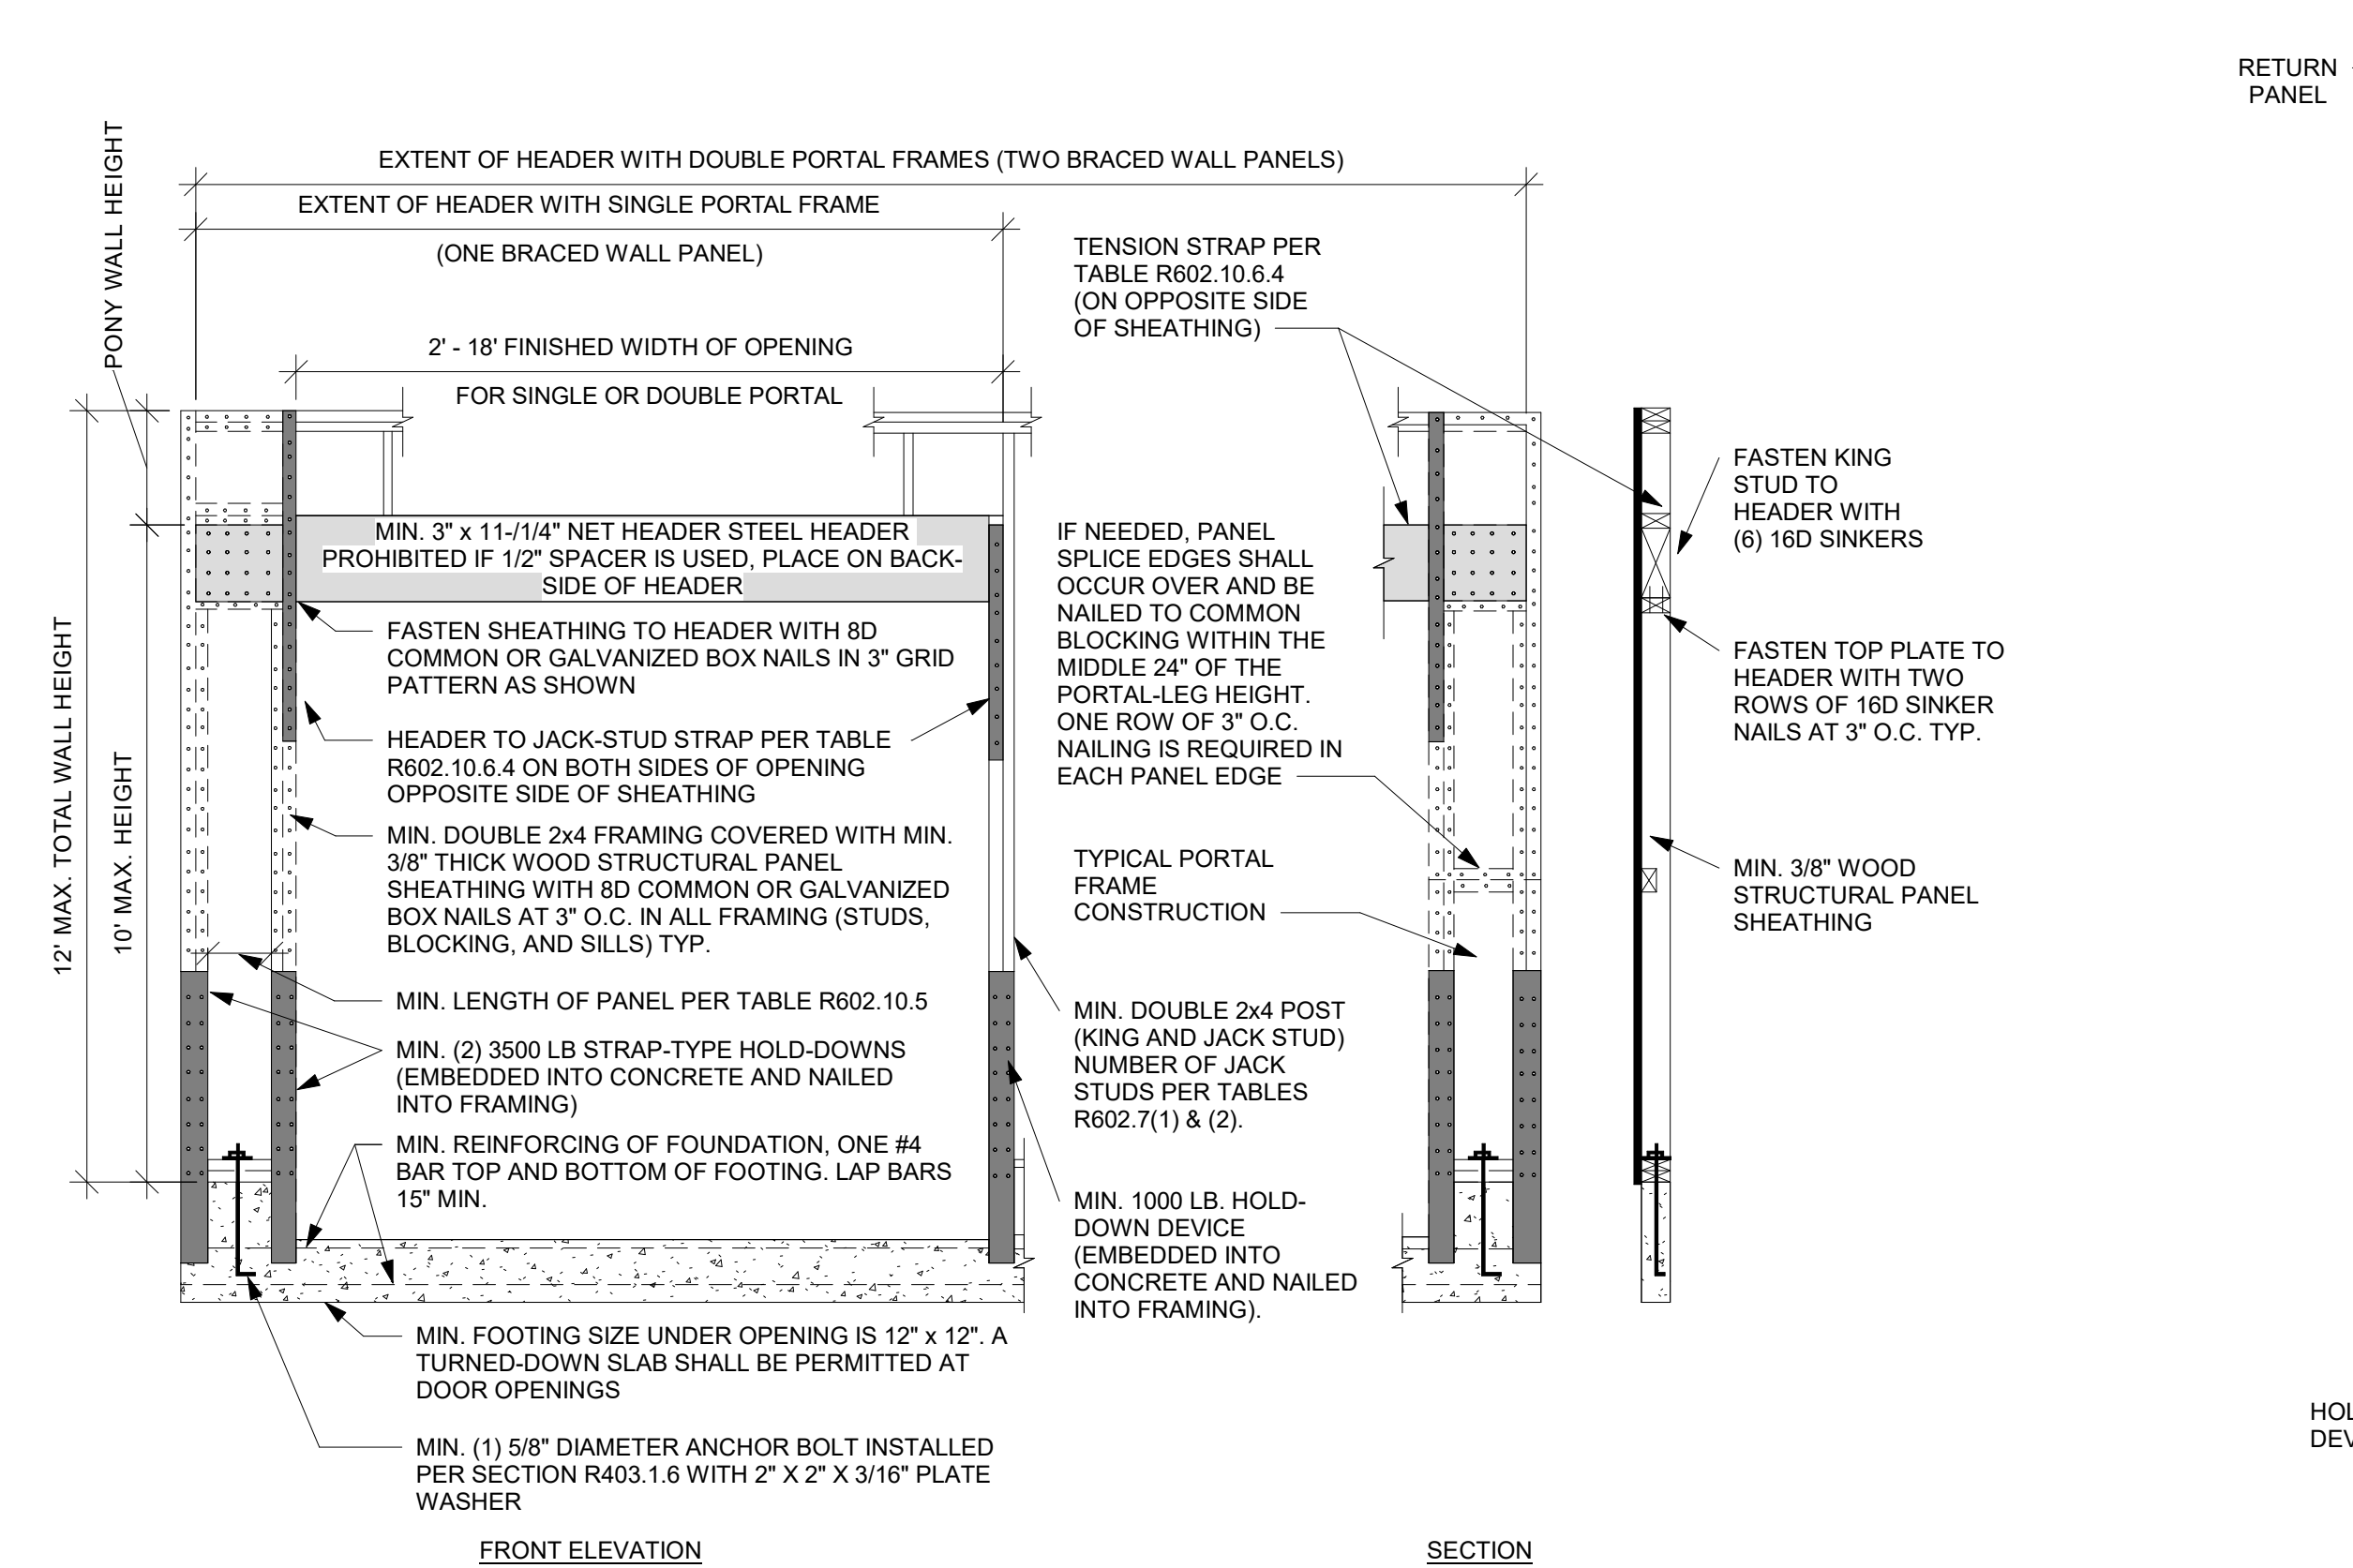 RETURN
PANEL
PONY WALL HEIGHT
EXTENT OF HEADER WITH DOUBLE PORTAL FRAMES (TWO BRACED WALL PANELS)
EXTENT OF HEADER WITH SINGLE PORTAL FRAME
(ONE BRACED WALL PANEL)
2' - 18' FINISHED WIDTH OF OPENING
FOR SINGLE OR DOUBLE PORTAL
12' MAX. TOTAL WALL HEIGHT
10' MAX. HEIGHT
MIN. 3" x 11-/1/4" NET HEADER STEEL HEADER
PROHIBITED IF 1/2" SPACER IS USED, PLACE ON BACK-
SIDE OF HEADER
FASTEN SHEATHING TO HEADER WITH 8D
COMMON OR GALVANIZED BOX NAILS IN 3" GRID
PATTERN AS SHOWN
HEADER TO JACK-STUD STRAP PER TABLE
R602.10.6.4 ON BOTH SIDES OF OPENING
OPPOSITE SIDE OF SHEATHING
MIN. DOUBLE 2x4 FRAMING COVERED WITH MIN.
3/8" THICK WOOD STRUCTURAL PANEL
SHEATHING WITH 8D COMMON OR GALVANIZED
BOX NAILS AT 3" O.C. IN ALL FRAMING (STUDS,
BLOCKING, AND SILLS) TYP.
MIN. LENGTH OF PANEL PER TABLE R602.10.5
MIN. (2) 3500 LB STRAP-TYPE HOLD-DOWNS
(EMBEDDED INTO CONCRETE AND NAILED
INTO FRAMING)
MIN. REINFORCING OF FOUNDATION, ONE #4
BAR TOP AND BOTTOM OF FOOTING. LAP BARS
15" MIN.
MIN. FOOTING SIZE UNDER OPENING IS 12" x 12". A
TURNED-DOWN SLAB SHALL BE PERMITTED AT
DOOR OPENINGS
MIN. (1) 5/8" DIAMETER ANCHOR BOLT INSTALLED
PER SECTION R403.1.6 WITH 2" X 2" X 3/16" PLATE
WASHER
FRONT ELEVATION
TENSION STRAP PER
TABLE R602.10.6.4
(ON OPPOSITE SIDE
OF SHEATHING)
IF NEEDED, PANEL
SPLICE EDGES SHALL
OCCUR OVER AND BE
NAILED TO COMMON
BLOCKING WITHIN THE
MIDDLE 24" OF THE
PORTAL-LEG HEIGHT.
ONE ROW OF 3" O.C.
NAILING IS REQUIRED IN
EACH PANEL EDGE
TYPICAL PORTAL
FRAME
CONSTRUCTION
MIN. DOUBLE 2x4 POST
(KING AND JACK STUD)
NUMBER OF JACK
STUDS PER TABLES
R602.7(1) & (2).
MIN. 1000 LB. HOLD-
DOWN DEVICE
(EMBEDDED INTO
CONCRETE AND NAILED
INTO FRAMING).
FASTEN KING
STUD TO
HEADER WITH
(6) 16D SINKERS
FASTEN TOP PLATE TO
HEADER WITH TWO
ROWS OF 16D SINKER
NAILS AT 3" O.C. TYP.
MIN. 3/8" WOOD
STRUCTURAL PANEL
SHEATHING
SECTION